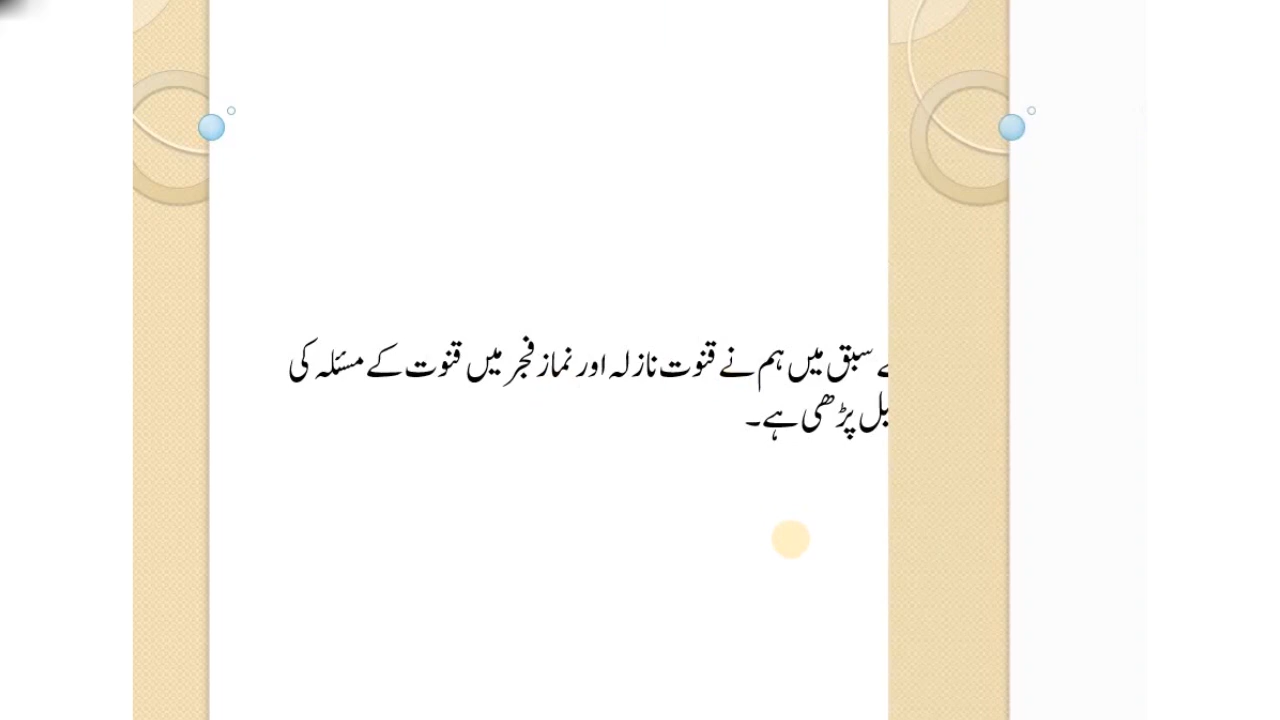 سبق میں ہم نے قنوت نازلہ اور نماز فجر میں قنوت کے مسئلہ کی
پڑھی ہے۔